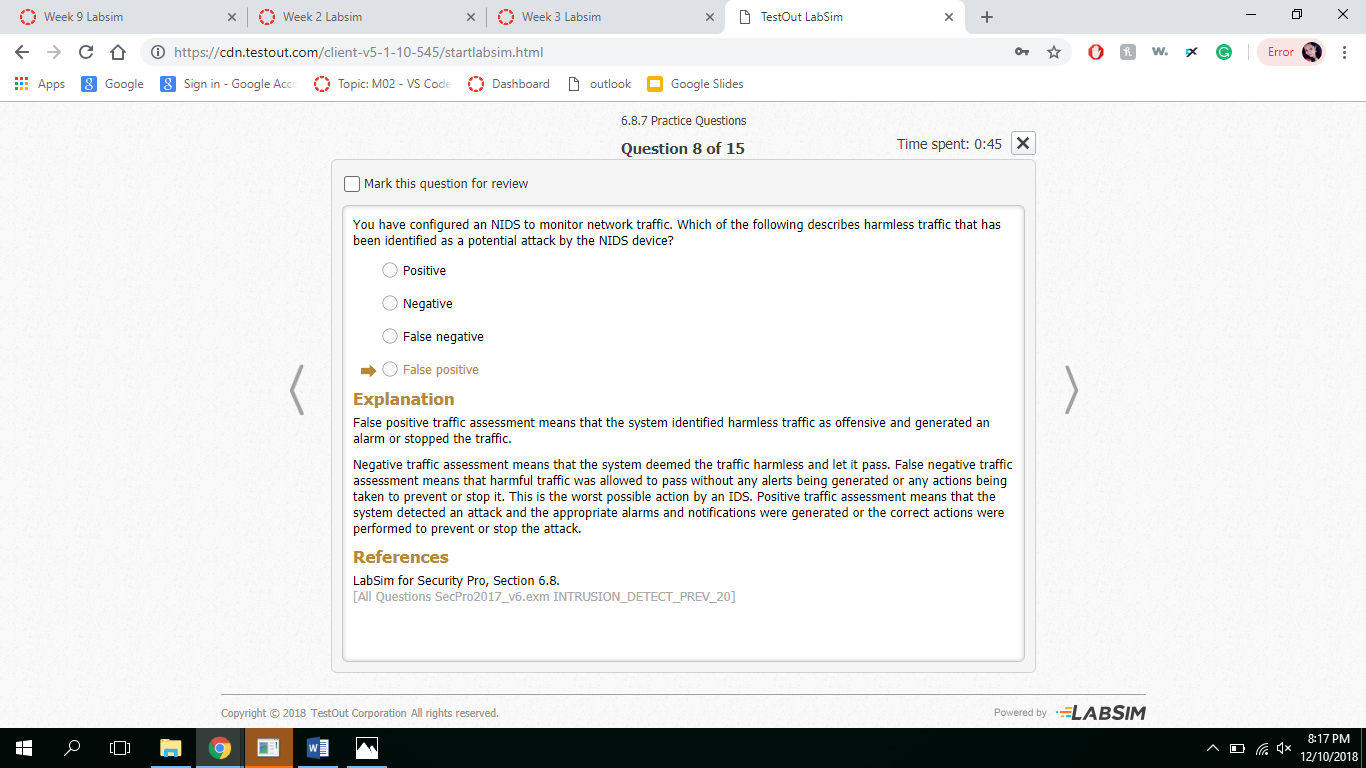 Week 9 Labsim
Week 2 Labsim
Week 3 Labsim
TestOut LabSim
https://cdn.testout.com/client-v5-1-10-545/startlabsim.html
Error
Apps
Google
Sign in - Google Acco
Topic: M02 - VS Code
Dashboard
outlook
Google Slides
6.8.7 Practice Questions
Question 8 of 15
Time spent: 0:45
Mark this question for review
You have configured an NIDS to monitor network traffic. Which of the following describes harmless traffic that has
been identified as a potential attack by the NIDS device?
Positive
Negative
False negative
False positive
Explanation
False positive traffic assessment means that the system identified harmless traffic as offensive and generated an
alarm or stopped the traffic.
Negative traffic assessment means that the system deemed the traffic harmless and let it pass. False negative traffic
assessment means that harmful traffic was allowed to pass without any alerts being generated or any actions being
taken to prevent or stop it. This is the worst possible action by an IDS. Positive traffic assessment means that the
system detected an attack and the appropriate alarms and notifications were generated or the correct actions were
performed to prevent or stop the attack.
References
LabSim for Security Pro, Section 6.8.
[All Questions SecPro2017_v6.exm INTRUSION_DETECT_PREV_20]
Copyright © 2018 TestOut Corporation All rights reserved.
Powered by LABSIM
8:17 PM
12/10/2018